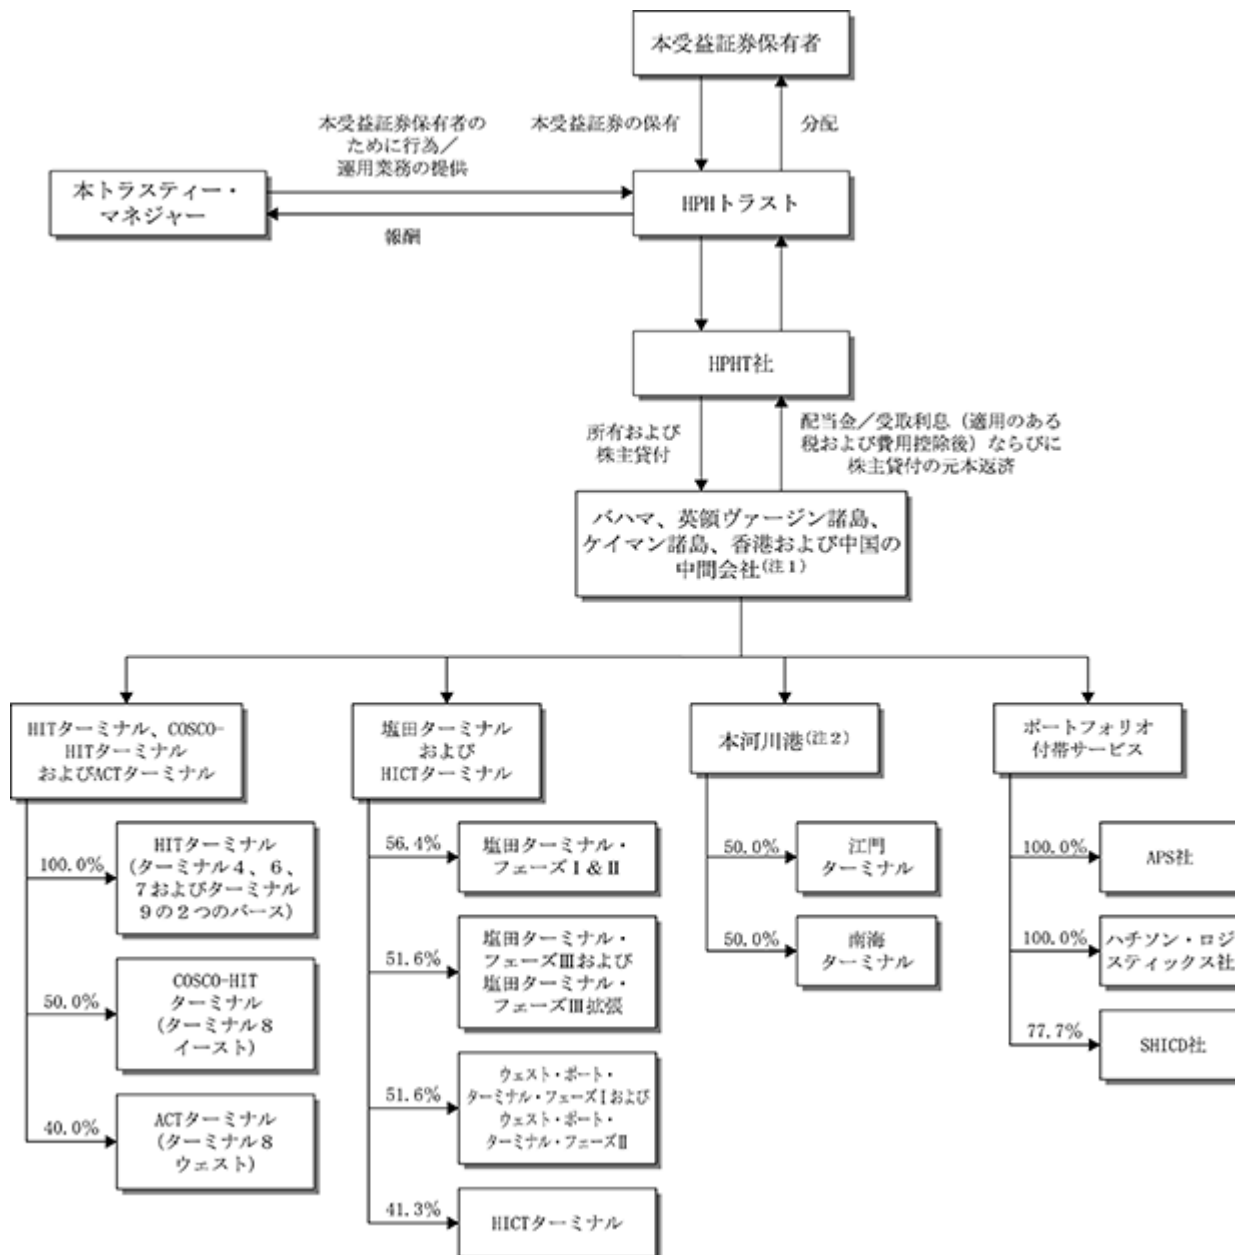 本受益証券保有者
本受益証券保有者の
ために行為／
運用業務の提供
本受益証券の保有
分配
本トラスティー・
マネジャー
HPHトラスト
報酬
HPHT社
所有および
株主貸付
配当金／受取利息（適用のある
税および費用控除後）ならびに
株主貸付の元本返済
バハマ、英領ヴァージン諸島、
ケイマン諸島、香港および中国の
中間会社(注1)
HITターミナル、COSCO-
HITターミナル
およびACTターミナル
塩田ターミナル
および
HICTターミナル
本河川港(注2)
ポートフォリオ
付帯サービス
100.0%
HITターミナル
(ターミナル4、6、
7およびターミナル
9の2つのバース)
50.0%
COSCO-HIT
ターミナル
(ターミナル8
イースト)
40.0%
ACTターミナル
(ターミナル8
ウェスト)
56.4%
塩田ターミナル・
フェーズⅠ&Ⅱ
51.6%
塩田ターミナル・
フェーズⅢおよび
塩田ターミナル・
フェーズⅢ拡張
51.6%
ウェスト・ポート・
ターミナル・フェーズⅠおよび
ウェスト・ポート・
ターミナル・フェーズⅡ
41.3%
HICTターミナル
50.0%
江門
ターミナル
50.0%
南海
ターミナル
100.0%
APS社
100.0%
ハチソン・ロジ
スティックス社
77.7%
SHICD社